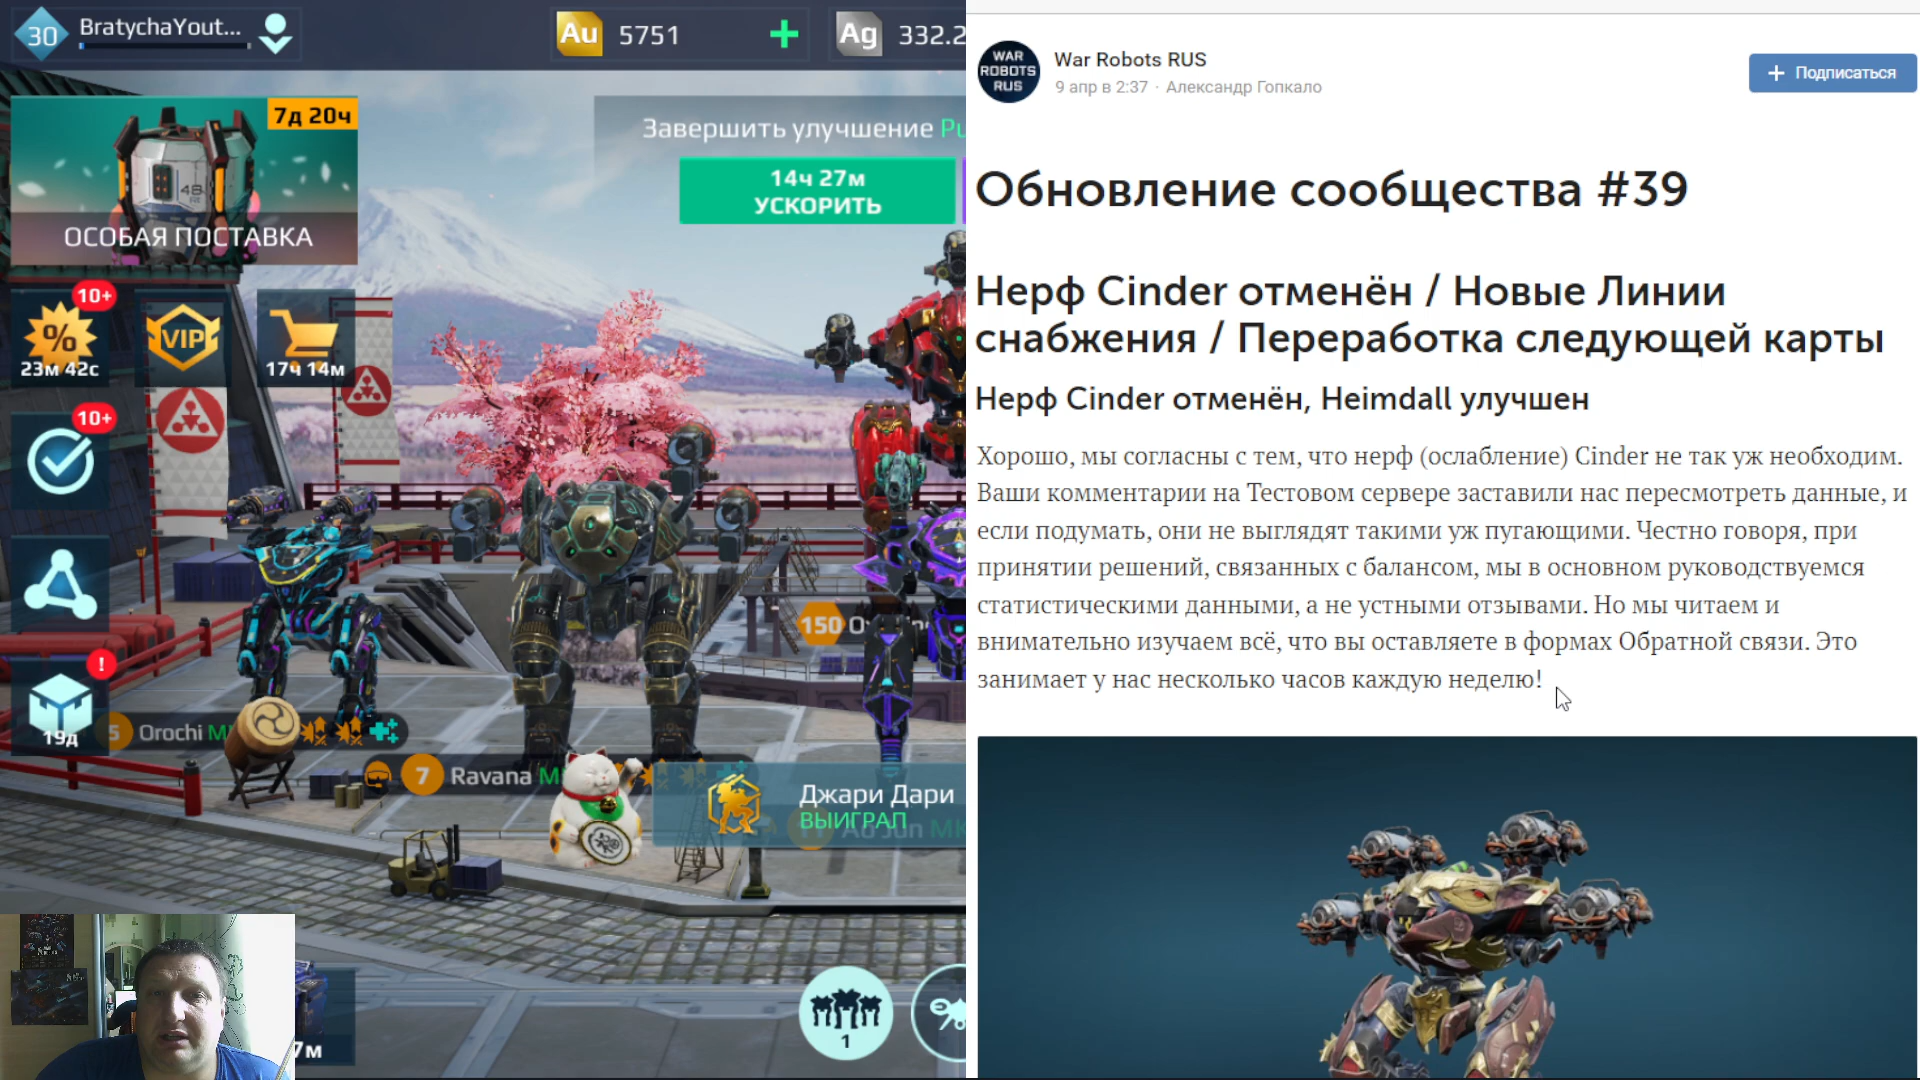 30
BratychaYout...
Au 5751
Ag 332.2
7д 20ч
48
ОСОБАЯ ПОСТАВКА
Завершить улучшение
14ч 27м
УСКОРИТЬ
10+
%
23м 42с
VIP
17ч 14м
10+
!
19д
5 Orochi
7 Ravana
150
Джари Дари
ВЫИГРАЛ
Ao Jun MK
7м
1
WAR
ROBOTS
RUS
War Robots RUS
9 апр в 2:37 · Александр Гопкало
+ Подписаться
Обновление сообщества #39
Нерф Cinder отменён / Новые Линии
снабжения / Переработка следующей карты
Нерф Cinder отменён, Heimdall улучшен
Хорошо, мы согласны с тем, что нерф (ослабление) Cinder не так уж необходим.
Ваши комментарии на Тестовом сервере заставили нас пересмотреть данные, и
если подумать, они не выглядят такими уж пугающими. Честно говоря, при
принятии решений, связанных с балансом, мы в основном руководствуемся
статистическими данными, а не устными отзывами. Но мы читаем и
внимательно изучаем всё, что вы оставляете в формах Обратной связи. Это
занимает у нас несколько часов каждую неделю!